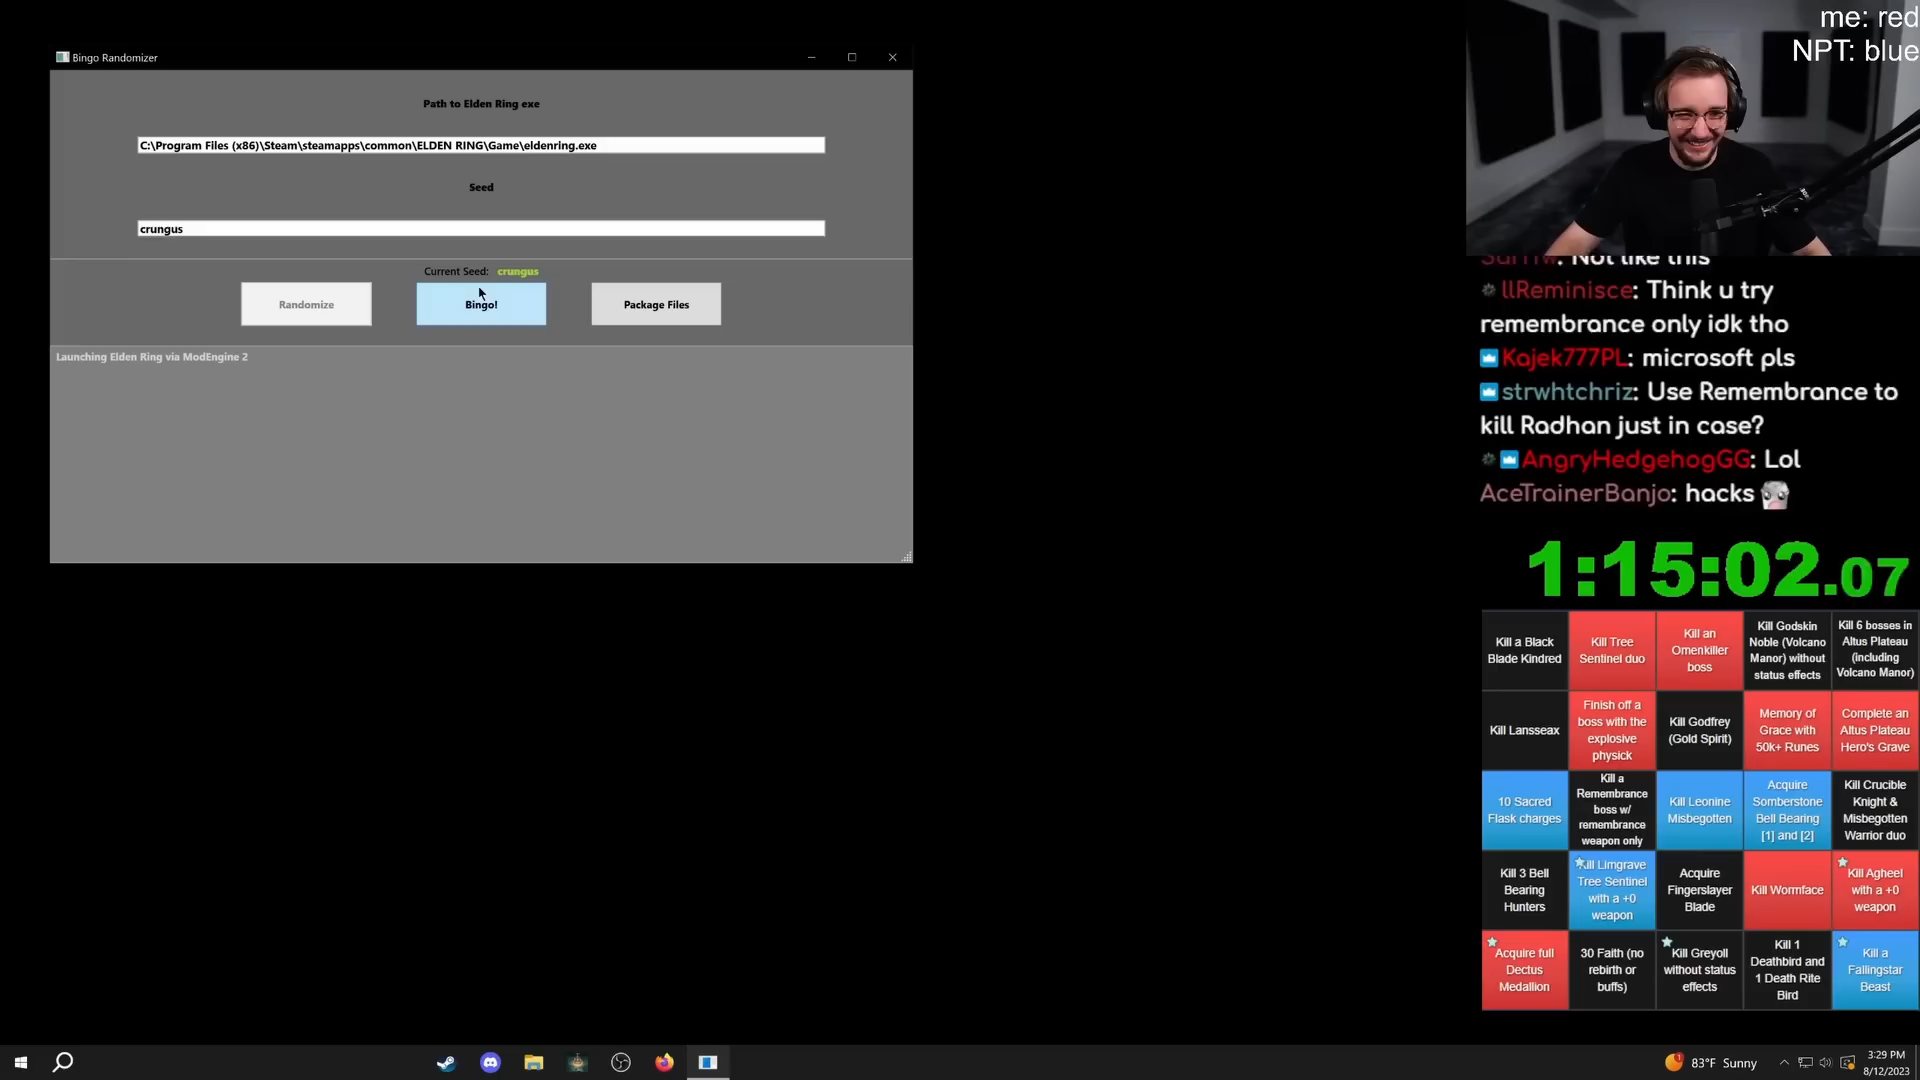 me: red
NPT: blue
Bingo Randomizer
Path to Elden Ring exe
C:\Program Files (x86)\Steam\steamapps\common\ELDEN RING\Game\eldenring.exe
Seed
crungus
Current Seed: crungus
Randomize
Bingo!
Package Files
Launching Elden Ring via ModEngine 2
Not like this
llReminisce: Think u try
remembrance only idk tho
Kajek777PL: microsoft pls
strwhtchriz: Use Remembrance to
kill Radhan just in case?
AngryHedgehogGG: Lol
AceTrainerBanjo: hacks
1:15:02.07
Kill a Black
Blade Kindred
Kill Tree
Sentinel duo
Kill an
Omenkiller
boss
Kill Godskin
Noble (Volcano
Manor) without
status effects
Kill 6 bosses in
Altus Plateau
(including
Volcano Manor)
Kill Lansseax
Finish off a
boss with the
explosive
physick
Kill Godfrey
(Gold Spirit)
Memory of
Grace with
50k+ Runes
Complete an
Altus Plateau
Hero's Grave
10 Sacred
Flask charges
Kill a
Remembrance
boss w/
remembrance
weapon only
Kill Leonine
Misbegotten
Acquire
Somberstone
Bell Bearing
[1] and [2]
Kill Crucible
Knight &
Misbegotten
Warrior duo
Kill 3 Bell
Bearing
Hunters
Kill Limgrave
Tree Sentinel
with a +0
weapon
Acquire
Fingerslayer
Blade
Kill Wormface
Kill Agheel
with a +0
weapon
Acquire full
Dectus
Medallion
30 Faith (no
rebirth or
buffs)
Kill Greyoll
without status
effects
Kill 1
Deathbird and
1 Death Rite
Bird
Kill a
Fallingstar
Beast
83°F Sunny
3:29 PM
8/12/2023